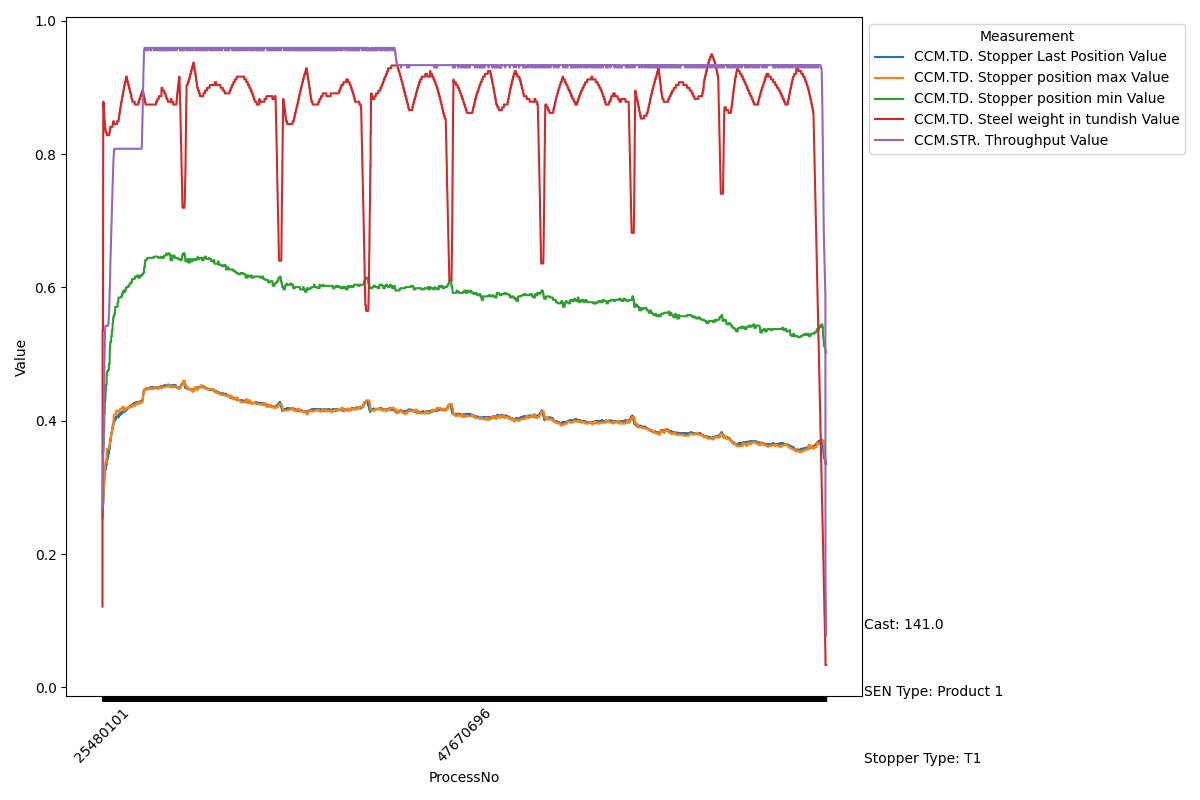 1.0
0.8
0.6
0.4
0.2
0.0
Value
25480101
47670696
ProcessNo
Measurement
CCM.TD. Stopper Last Position Value
CCM.TD. Stopper position max Value
CCM.TD. Stopper position min Value
CCM.TD. Steel weight in tundish Value
CCM.STR. Throughput Value
Cast: 141.0
SEN Type: Product 1
Stopper Type: T1